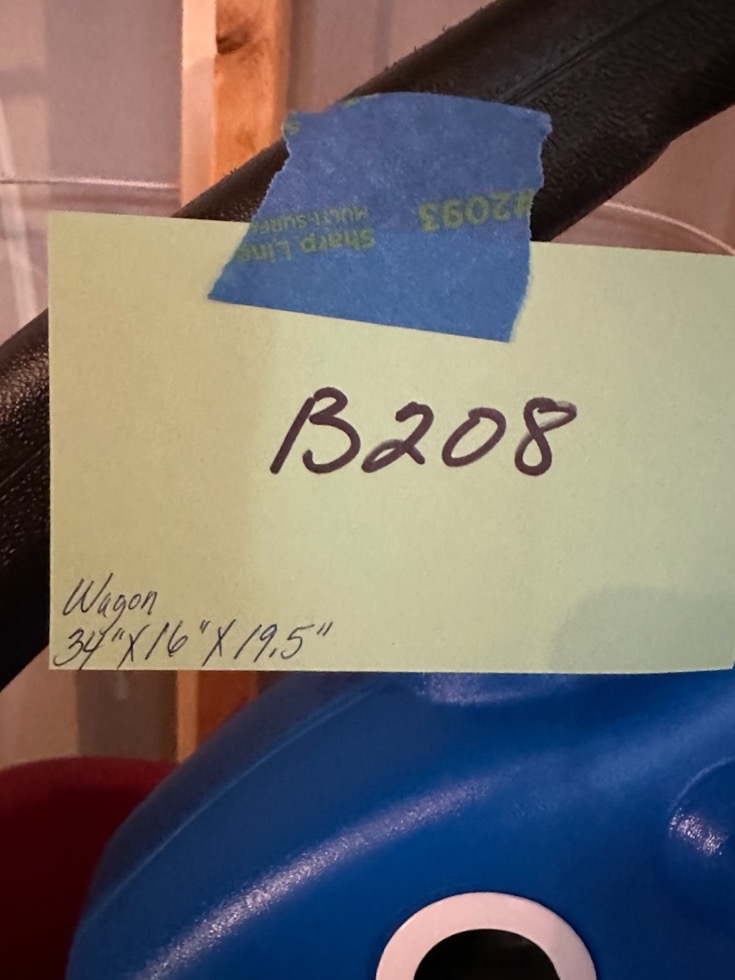 #2093
Sharp Line
MULTI-SURF
B208
Wagon
34"X16"X19.5"